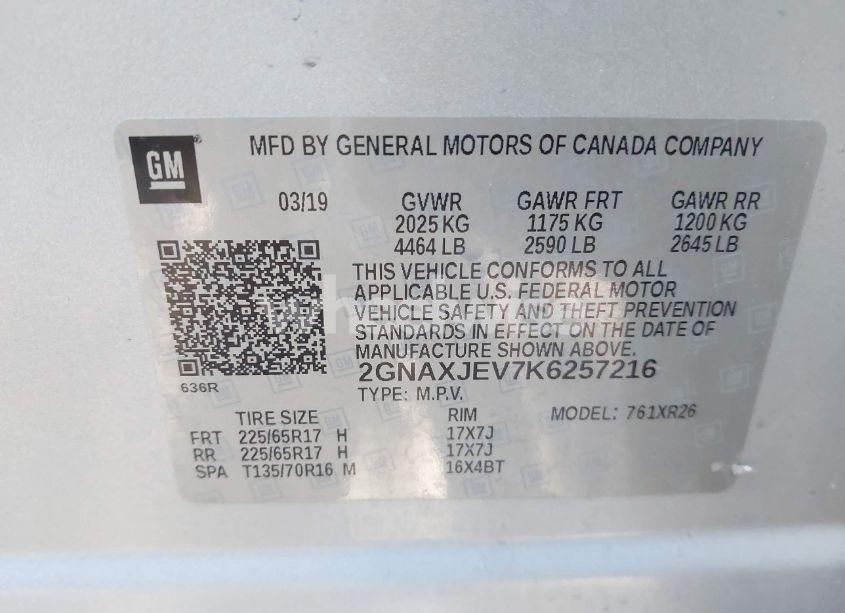 GM
MFD BY GENERAL MOTORS OF CANADA COMPANY
03/19 GVWR GAWR FRT GAWR RR
2025 KG 1175 KG 1200 KG
4464 LB 2590 LB 2645 LB
THIS VEHICLE CONFORMS TO ALL
APPLICABLE U.S. FEDERAL MOTOR
VEHICLE SAFETY AND THEFT PREVENTION
STANDARDS IN EFFECT ON THE DATE OF
MANUFACTURE SHOWN ABOVE.
2GNAXJEV7K6257216
636R
TYPE: M.P.V.
TIRE SIZE RIM MODEL: 761XR26
FRT 225/65R17 H 17X7J
RR 225/65R17 H 17X7J
SPA T135/70R16 M 16X4BT